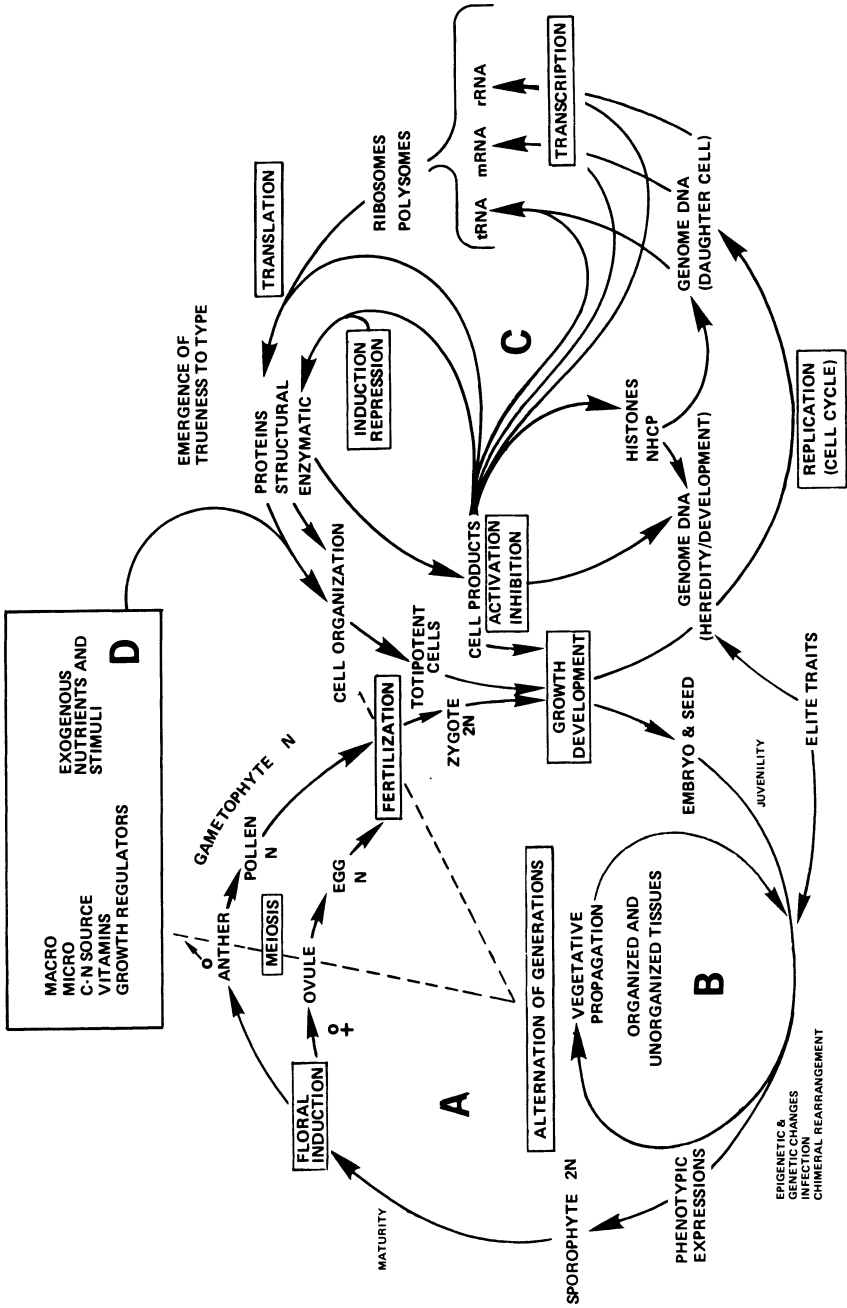 MACRO
MICRO
C-N SOURCE
VITAMINS
GROWTH REGULATORS
EXOGENOUS
NUTRIENTS AND
STIMULI
D
EMERGENCE OF
TRUENESS TO TYPE
TRANSLATION
RIBOSOMES
POLYSOMES
tRNA
mRNA
rRNA
TRANSCRIPTION
PROTEINS
STRUCTURAL
ENZYMATIC
INDUCTION
REPRESSION
C
CELL ORGANIZATION
TOTIPOTENT
CELLS
CELL PRODUCTS
ACTIVATION
INHIBITION
HISTONES
NHCP
GENOME DNA
(DAUGHTER CELL)
GENOME DNA
(HEREDITY/DEVELOPMENT)
REPLICATION
(CELL CYCLE)
GAMETOPHYTE N
♂
ANTHER
POLLEN
N
MEIOSIS
OVULE
♀
EGG
N
FERTILIZATION
ZYGOTE
2N
GROWTH
DEVELOPMENT
FLORAL
INDUCTION
A
ALTERNATION OF GENERATIONS
MATURITY
SPOROPHYTE 2N
PHENOTYPIC
EXPRESSIONS
VEGETATIVE
PROPAGATION
ORGANIZED AND
UNORGANIZED TISSUES
B
EMBRYO & SEED
JUVENILITY
ELITE TRAITS
EPIGENETIC &
GENETIC CHANGES
INFECTION
CHIMERAL REARRANGEMENT